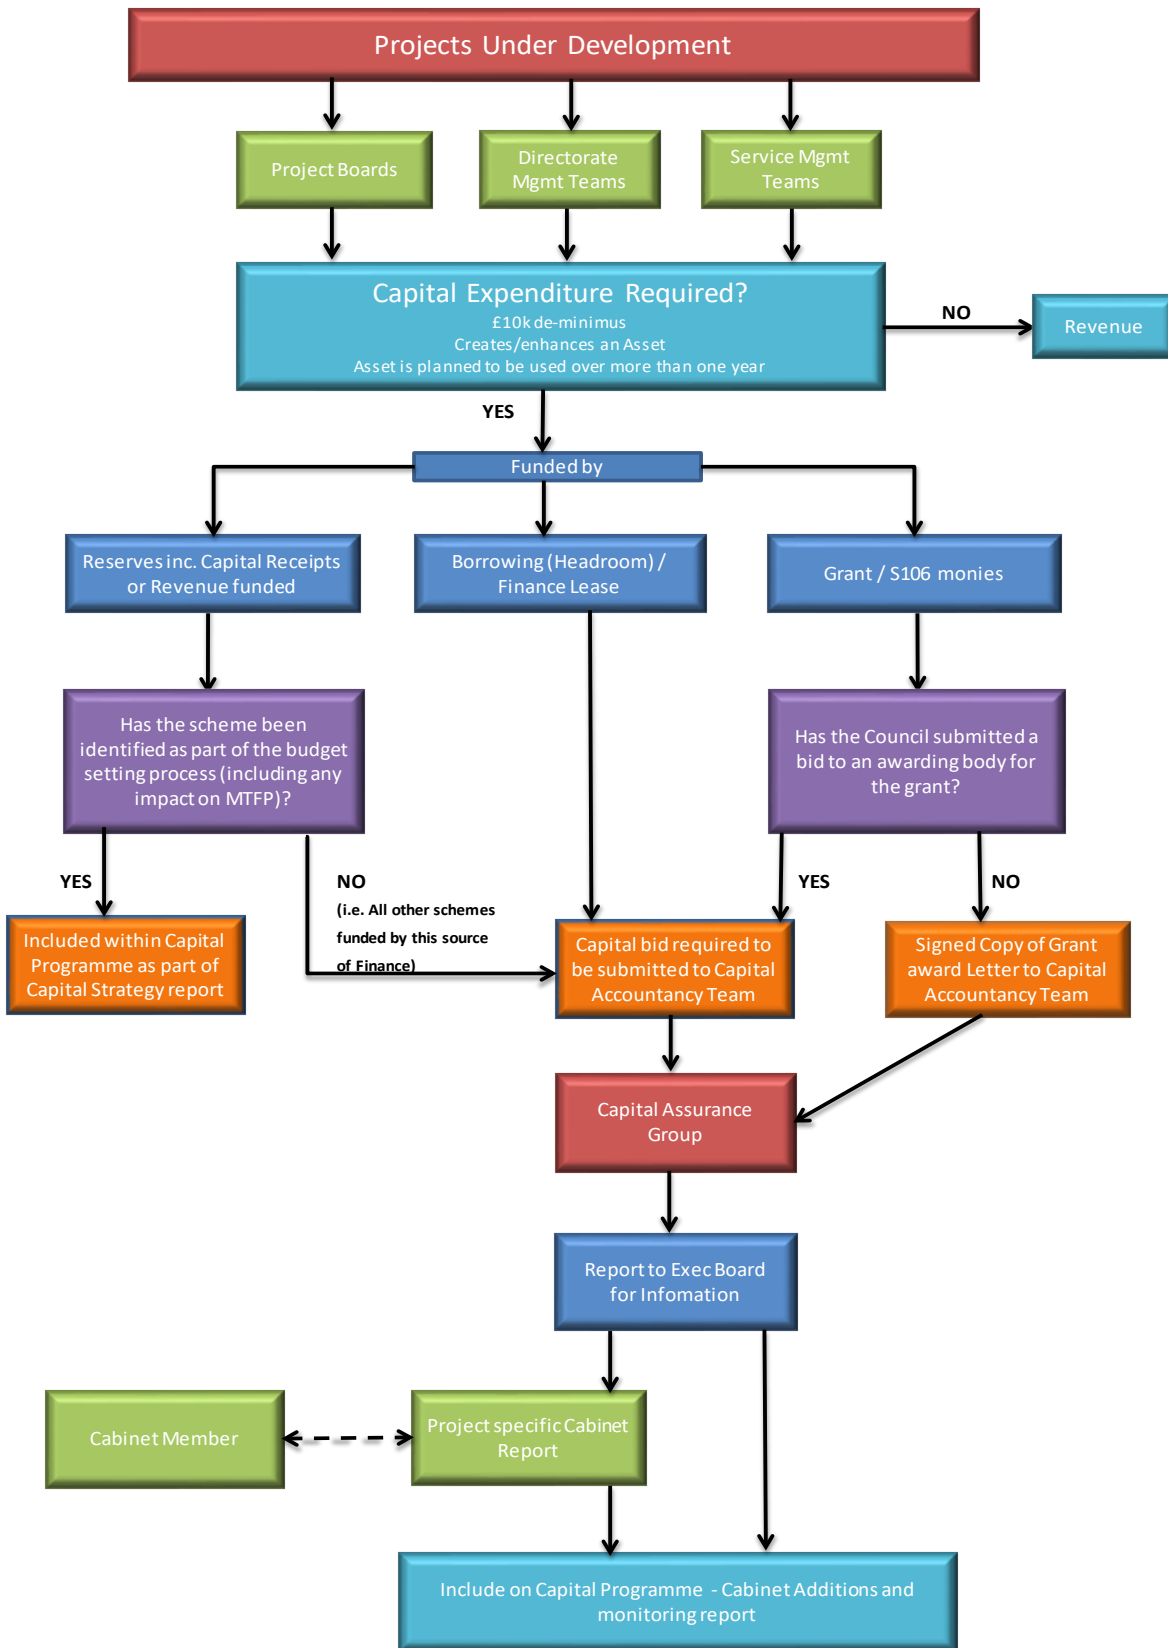 Projects Under Development
Project Boards
Directorate
Mgmt Teams
Service Mgmt
Teams
Capital Expenditure Required?
£10k de-minimus
Creates/enhances an Asset
Asset is planned to be used over more than one year
NO
Revenue
YES
Funded by
Reserves inc. Capital Receipts
or Revenue funded
Borrowing (Headroom) /
Finance Lease
Grant / S106 monies
Has the scheme been
identified as part of the budget
setting process (including any
impact on MTFP)?
Has the Council submitted a
bid to an awarding body for
the grant?
YES
NO
(i.e. All other schemes
funded by this source
of Finance)
YES
NO
Included within Capital
Programme as part of
Capital Strategy report
Capital bid required to
be submitted to Capital
Accountancy Team
Signed Copy of Grant
award Letter to Capital
Accountancy Team
Capital Assurance
Group
Report to Exec Board
for Infomation
Cabinet Member
Project specific Cabinet
Report
Include on Capital Programme - Cabinet Additions and
monitoring report